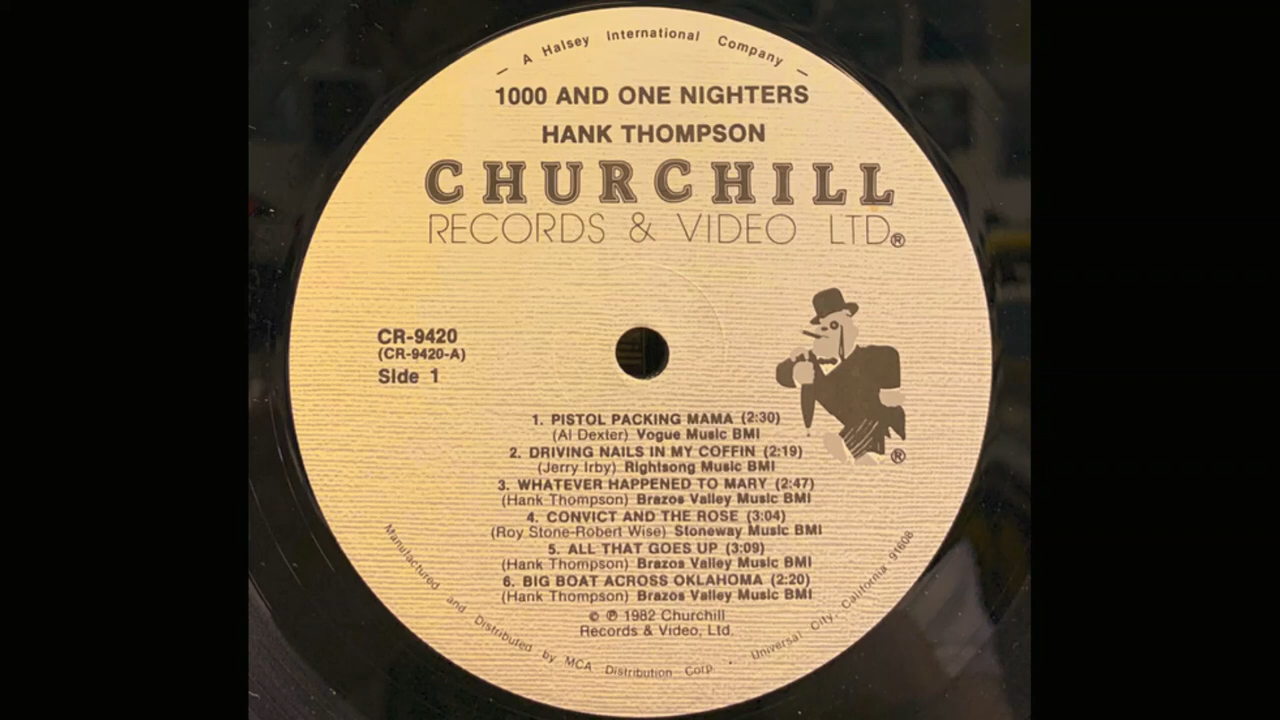 — A Halsey International Company —
1000 AND ONE NIGHTERS
HANK THOMPSON
CHURCHILL
RECORDS & VIDEO LTD.®
CR-9420
(CR-9420-A)
Side 1
®
1. PISTOL PACKING MAMA (2:30)
(Al Dexter) Vogue Music BMI
2. DRIVING NAILS IN MY COFFIN (2:19)
(Jerry Irby) Rightsong Music BMI
3. WHATEVER HAPPENED TO MARY (2:47)
(Hank Thompson) Brazos Valley Music BMI
4. CONVICT AND THE ROSE (3:04)
(Roy Stone-Robert Wise) Stoneway Music BMI
5. ALL THAT GOES UP (3:09)
(Hank Thompson) Brazos Valley Music BMI
6. BIG BOAT ACROSS OKLAHOMA (2:20)
(Hank Thompson) Brazos Valley Music BMI
© ℗ 1982 Churchill
Records & Video, Ltd.
Manufactured and Distributed by MCA Distribution Corp. · Universal City, California 91608